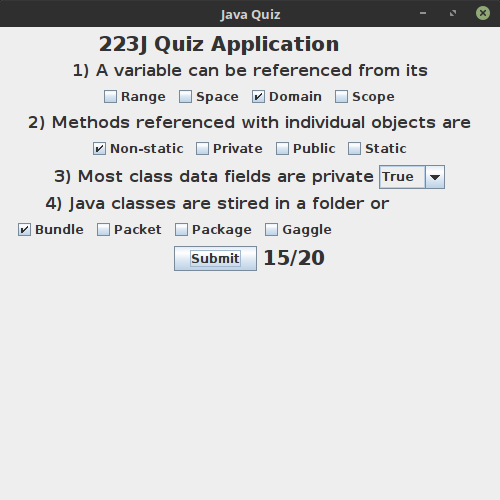 Java Quiz
223J Quiz Application
1) A variable can be referenced from its
Range Space Domain Scope
2) Methods referenced with individual objects are
Non-static Private Public Static
3) Most class data fields are private True
4) Java classes are stired in a folder or
Bundle Packet Package Gaggle
Submit 15/20